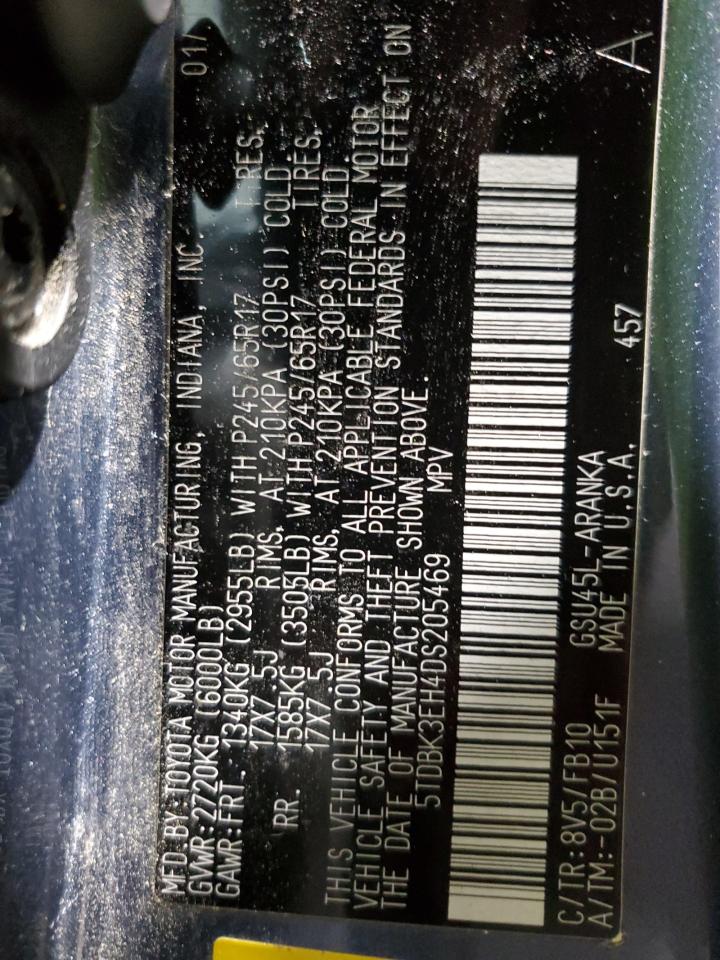 MFD.BY:TOYOTA MOTOR MANUFACTURING, INDIANA, INC 01/
GVWR:2720KG(6000LB)
GAWR:FRT.:1340KG(2955LB) WITH P245/65R17 TIRES,
17X7.5J RIMS, AT 210KPA (30PSI) COLD.
RR. :1585KG(3505LB) WITH P245/65R17 TIRES,
17X7.5J RIMS, AT 210KPA (30PSI) COLD.
THIS VEHICLE CONFORMS TO ALL APPLICABLE FEDERAL MOTOR
VEHICLE SAFETY AND THEFT PREVENTION STANDARDS IN EFFECT ON
THE DATE OF MANUFACTURE SHOWN ABOVE.
5TDBK3EH4DS205469 MPV
A
C/TR:8V5/FB10 GSU45L-ARANKA 457
A/TM:-02B/U151F MADE IN U.S.A.